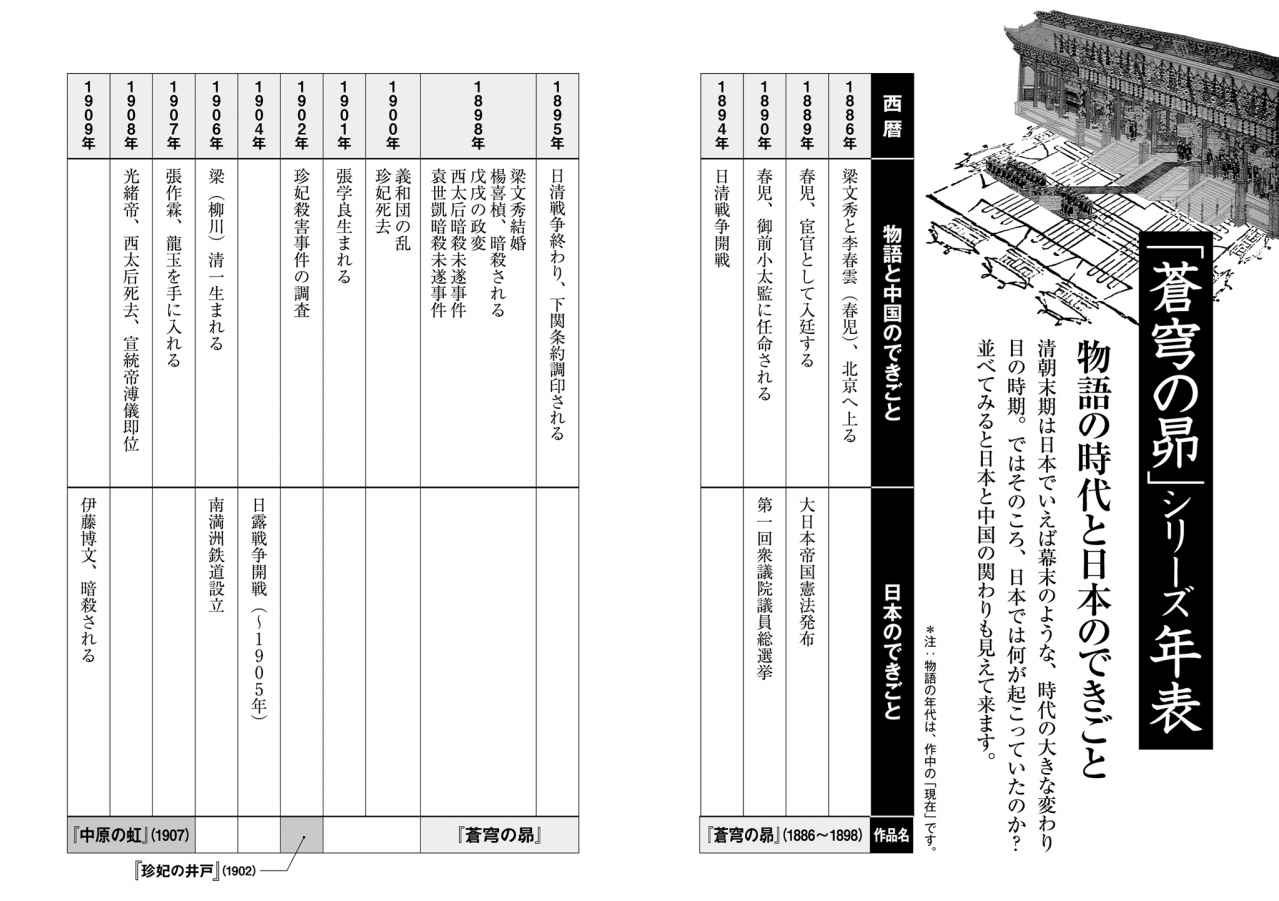 「蒼穹の昴」シリーズ年表
物語の時代と日本のできごと
清朝末期は日本でいえば幕末のような、時代の大きな変わり
目の時期。ではそのころ、日本では何が起こっていたのか?
並べてみると日本と中国の関わりも見えて来ます。
*注:物語の年代は、作中の「現在」です。
西暦
物語と中国のできごと
日本のできごと
作品名
1886年
梁文秀と李春雲(春児)、北京へ上る
1889年
春児、宦官として入廷する
大日本帝国憲法発布
1890年
春児、御前小太監に任命される
第一回衆議院議員総選挙
1894年
日清戦争開戦
『蒼穹の昴』(1886〜1898)
1895年
日清戦争終わり、下関条約調印される
1898年
梁文秀結婚
楊喜楨、暗殺される
戊戌の政変
西太后暗殺未遂事件
袁世凱暗殺未遂事件
『蒼穹の昴』
1900年
義和団の乱
珍妃死去
1901年
張学良生まれる
1902年
珍妃殺害事件の調査
『珍妃の井戸』(1902)
1904年
日露戦争開戦(〜1905年)
1906年
梁(柳川)清一生まれる
南満洲鉄道設立
1907年
張作霖、龍玉を手に入れる
1908年
光緒帝、西太后死去、宣統帝溥儀即位
1909年
伊藤博文、暗殺される
『中原の虹』(1907)